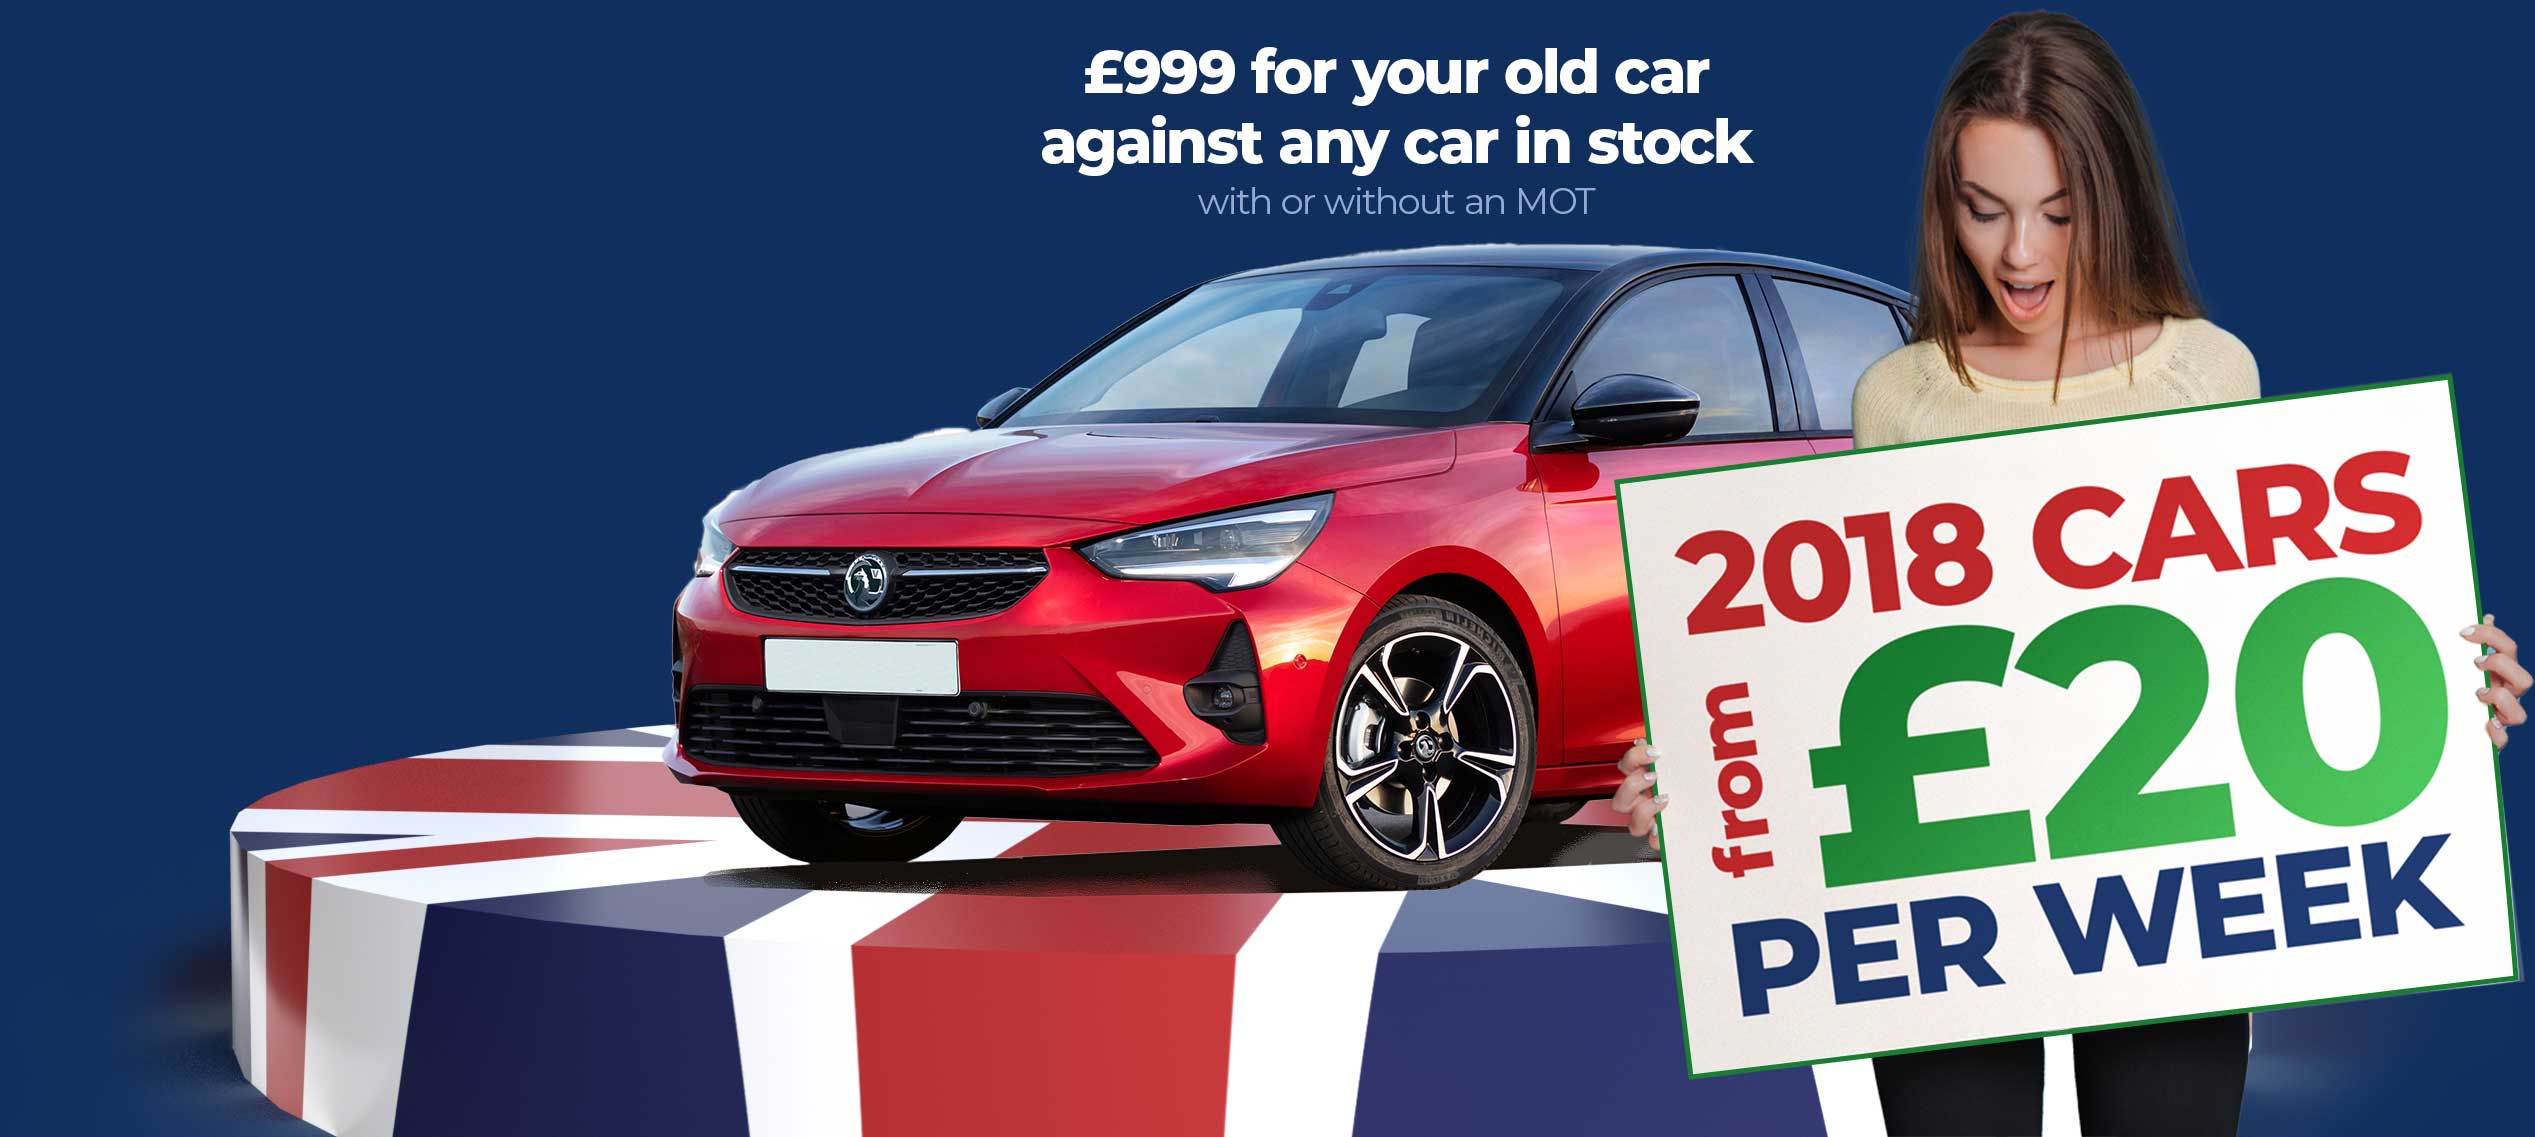 £999 for your old car
against any car in stock
with or without an MOT
2018 CARS
from
£20
PER WEEK
MICHELIN